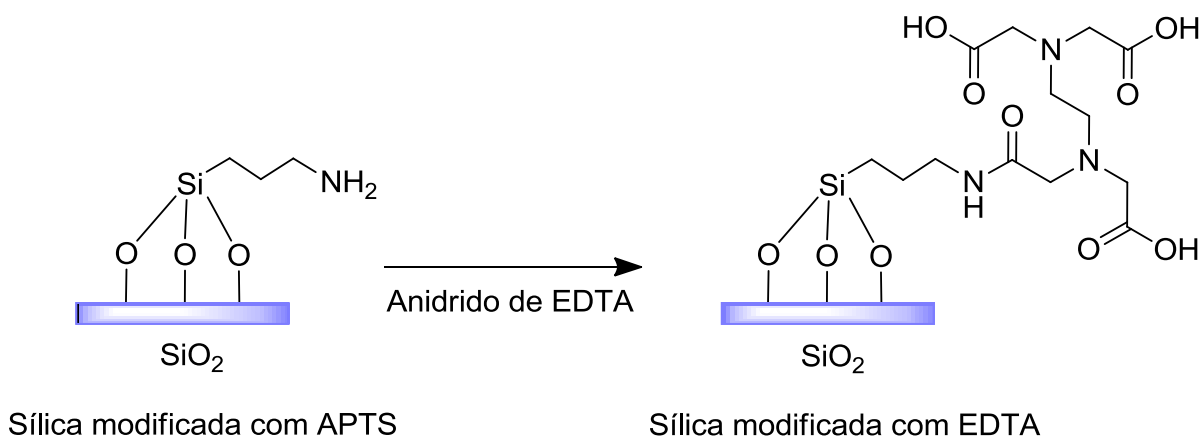 HO
O
N
O
OH
O
Si
NH2
O
O
O
Anidrido de EDTA
Si
N
H
N
O
OH
O
O
O
SiO2
SiO2
Sílica modificada com APTS
Sílica modificada com EDTA